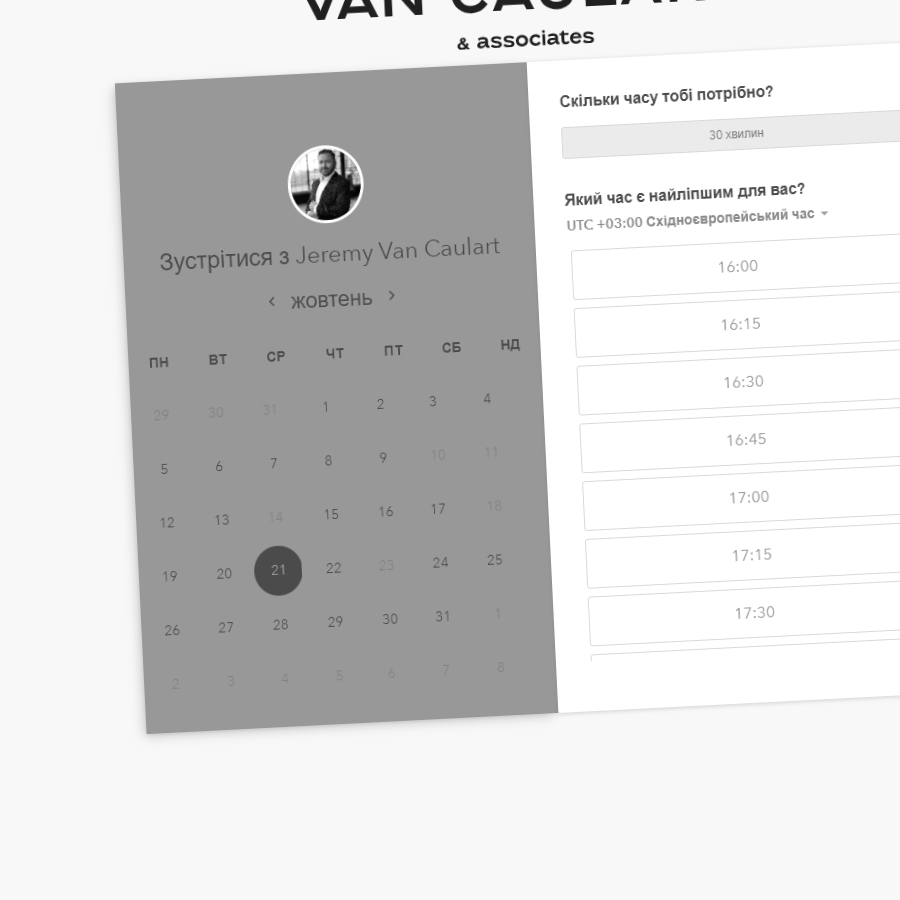 VAN CAULART
& associates
Зустрітися з Jeremy Van Caulart
‹ жовтень ›
ПН ВТ СР ЧТ ПТ СБ НД
29 30 31 1 2 3 4
5 6 7 8 9 10 11
12 13 14 15 16 17 18
19 20 21 22 23 24 25
26 27 28 29 30 31 1
2 3 4 5 6 7 8
Скільки часу тобі потрібно?
30 хвилин
Який час є найліпшим для вас?
UTC +03:00 Східноєвропейський час
16:00
16:15
16:30
16:45
17:00
17:15
17:30